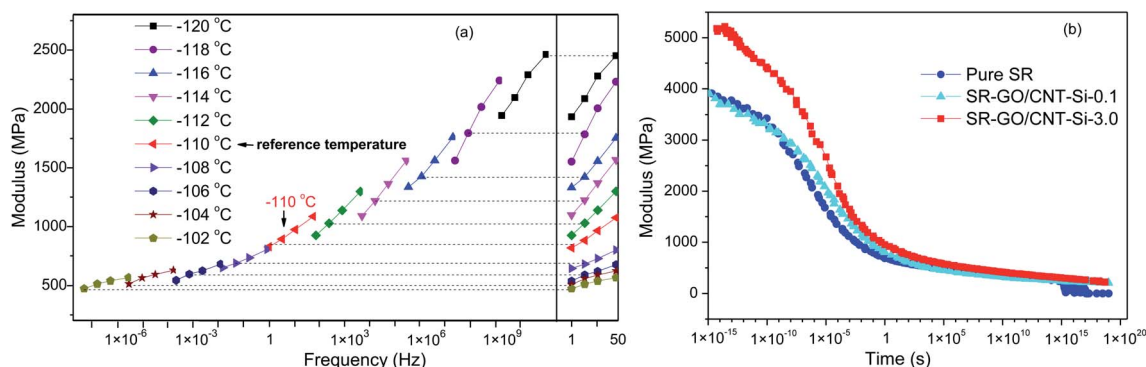 (a)
-120 °C
-118 °C
-116 °C
-114 °C
-112 °C
-110 °C
reference temperature
-108 °C
-106 °C
-104 °C
-102 °C
-110 °C
2500
2000
1500
1000
500
Modulus (MPa)
1×10⁻⁶
1×10⁻³
1
1×10³
1×10⁶
1×10⁹
1
50
Frequency (Hz)
(b)
Pure SR
SR-GO/CNT-Si-0.1
SR-GO/CNT-Si-3.0
5000
4000
3000
2000
1000
0
Modulus (MPa)
1×10⁻¹⁵
1×10⁻¹⁰
1×10⁻⁵
1
1×10⁵
1×10¹⁰
1×10¹⁵
1×10²⁰
Time (s)